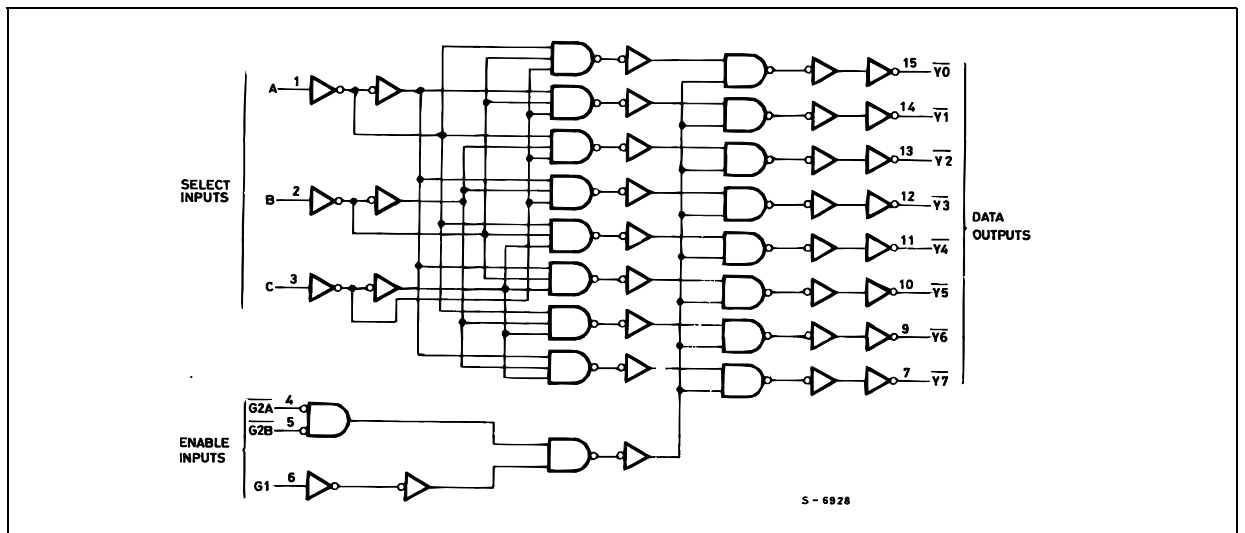 SELECT
INPUTS
A 1
B 2
C 3
ENABLE
INPUTS
G2A 4
G2B 5
G1 6
15 Y0
14 Y1
13 Y2
12 Y3
11 Y4
10 Y5
9 Y6
7 Y7
DATA
OUTPUTS
S - 6928